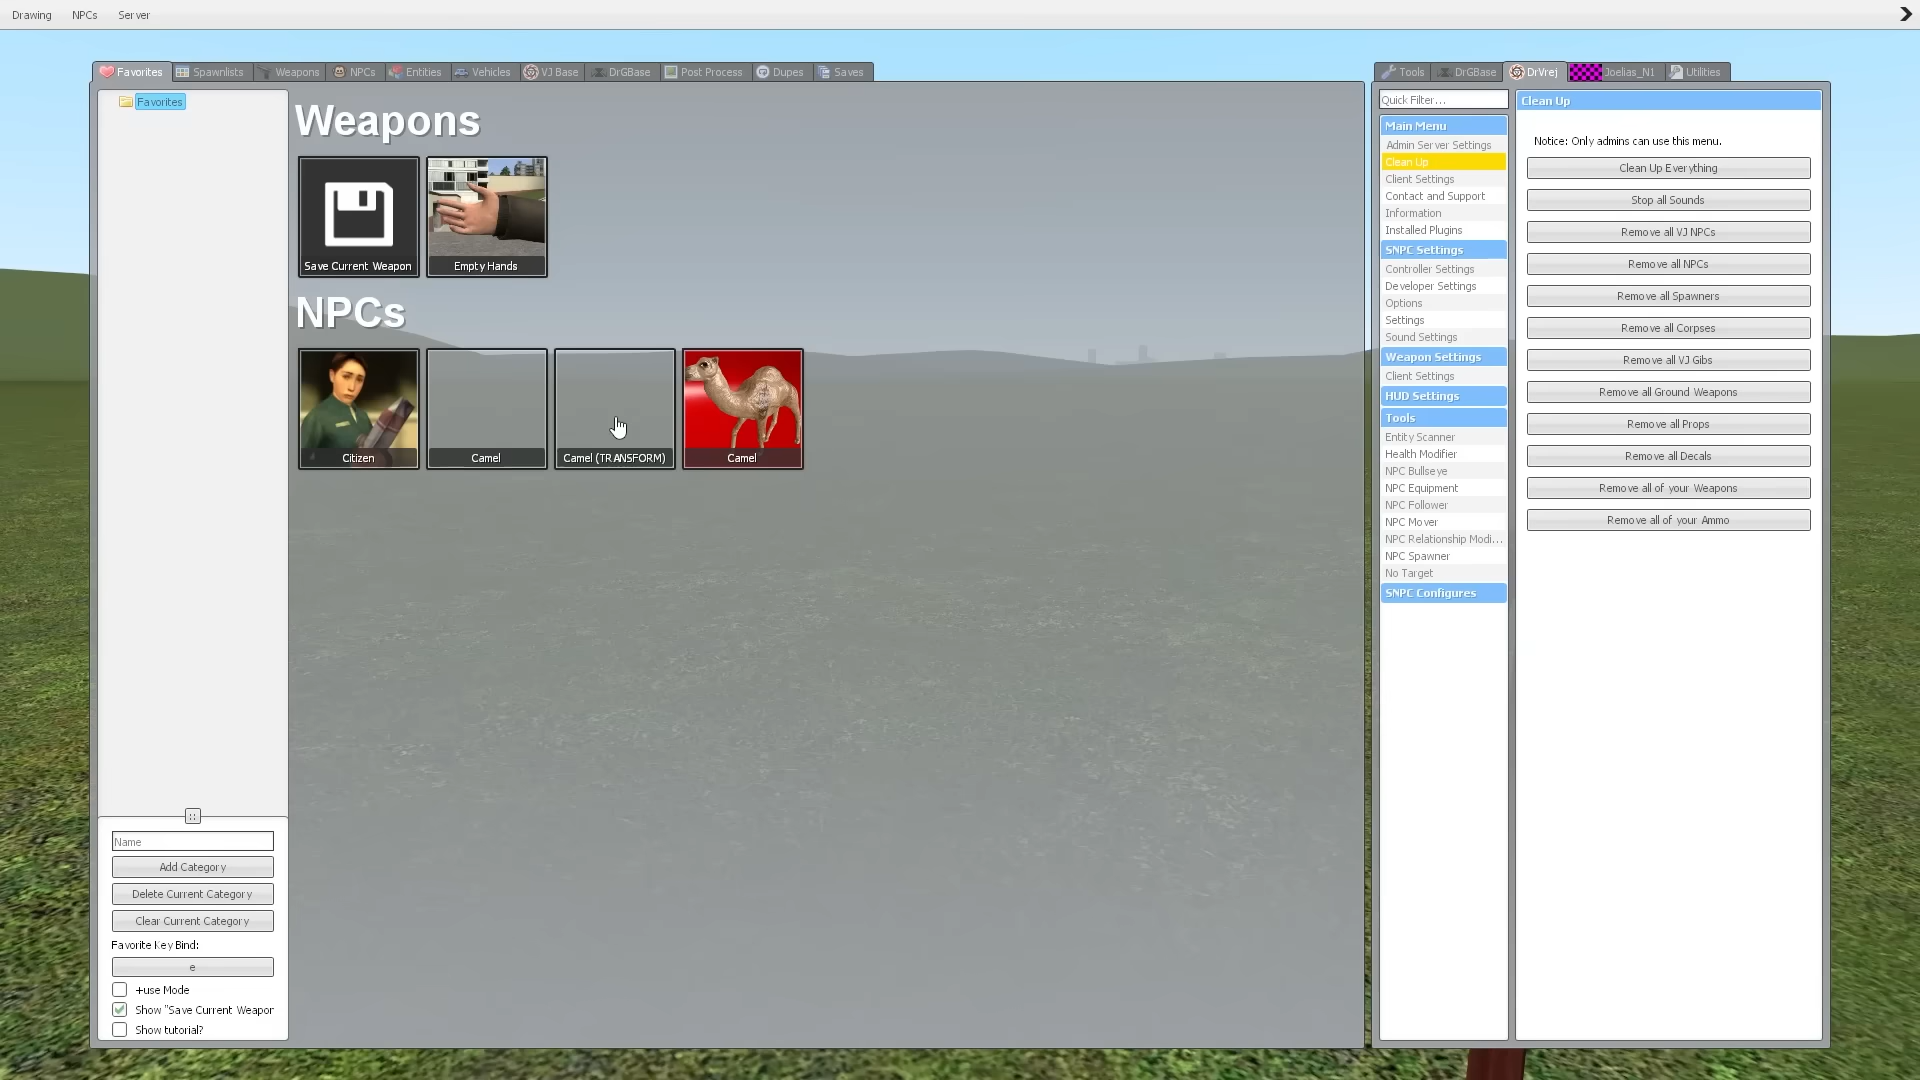 Drawing NPCs Server
Favorites Spawnlists Weapons NPCs Entities Vehicles VJ Base DrGBase Post Process Dupes Saves
Tools DrGBase DrVrej Joelias_N1 Utilities
Favorites
Weapons
Save Current Weapon Empty Hands
NPCs
Citizen Camel Camel (TRANSFORM) Camel
Name
Add Category
Delete Current Category
Clear Current Category
Favorite Key Bind:
e
+use Mode
Show "Save Current Weapor
Show tutorial?
Quick Filter...
Main Menu
Admin Server Settings
Clean Up
Client Settings
Contact and Support
Information
Installed Plugins
SNPC Settings
Controller Settings
Developer Settings
Options
Settings
Sound Settings
Weapon Settings
Client Settings
HUD Settings
Tools
Entity Scanner
Health Modifier
NPC Bullseye
NPC Equipment
NPC Follower
NPC Mover
NPC Relationship Modi...
NPC Spawner
No Target
SNPC Configures
Clean Up
Notice: Only admins can use this menu.
Clean Up Everything
Stop all Sounds
Remove all VJ NPCs
Remove all NPCs
Remove all Spawners
Remove all Corpses
Remove all VJ Gibs
Remove all Ground Weapons
Remove all Props
Remove all Decals
Remove all of your Weapons
Remove all of your Ammo